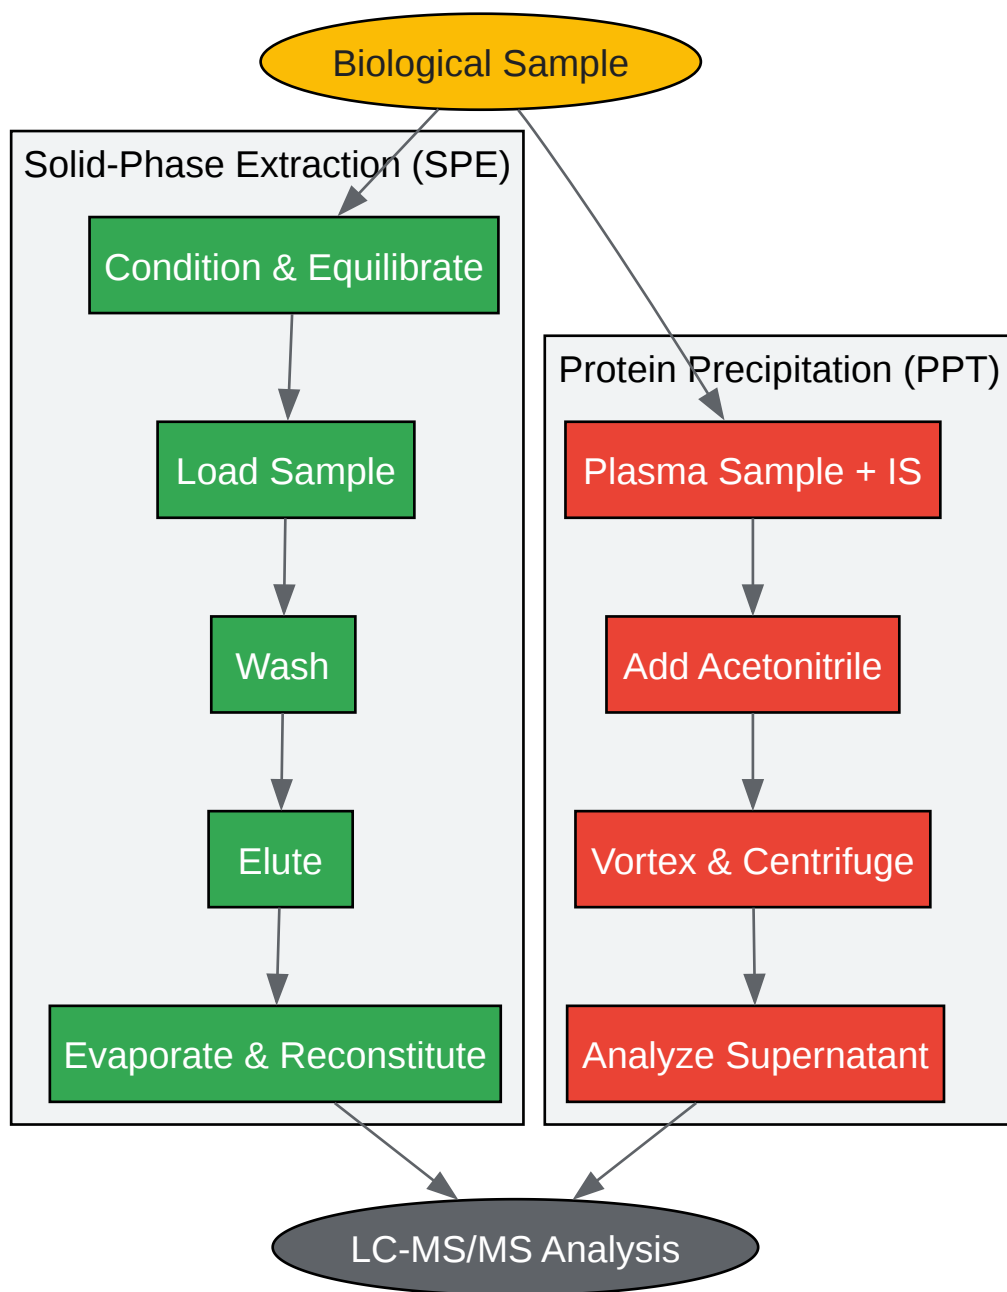 Biological Sample
Solid-Phase Extraction (SPE)
Condition & Equilibrate
Load Sample
Wash
Elute
Evaporate & Reconstitute
Protein Precipitation (PPT)
Plasma Sample + IS
Add Acetonitrile
Vortex & Centrifuge
Analyze Supernatant
LC-MS/MS Analysis